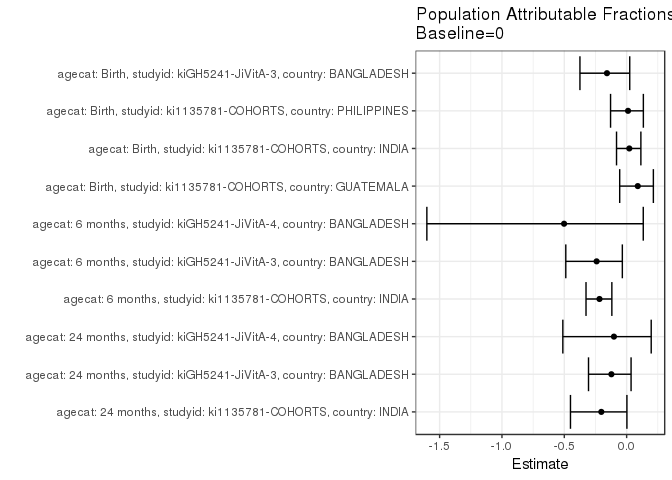 Population Attributable Fractions
Baseline=0
agecat: Birth, studyid: kiGH5241-JiVitA-3, country: BANGLADESH
agecat: Birth, studyid: ki1135781-COHORTS, country: PHILIPPINES
agecat: Birth, studyid: ki1135781-COHORTS, country: INDIA
agecat: Birth, studyid: ki1135781-COHORTS, country: GUATEMALA
agecat: 6 months, studyid: kiGH5241-JiVitA-4, country: BANGLADESH
agecat: 6 months, studyid: kiGH5241-JiVitA-3, country: BANGLADESH
agecat: 6 months, studyid: ki1135781-COHORTS, country: INDIA
agecat: 24 months, studyid: kiGH5241-JiVitA-4, country: BANGLADESH
agecat: 24 months, studyid: kiGH5241-JiVitA-3, country: BANGLADESH
agecat: 24 months, studyid: ki1135781-COHORTS, country: INDIA
-1.5 -1.0 -0.5 0.0
Estimate